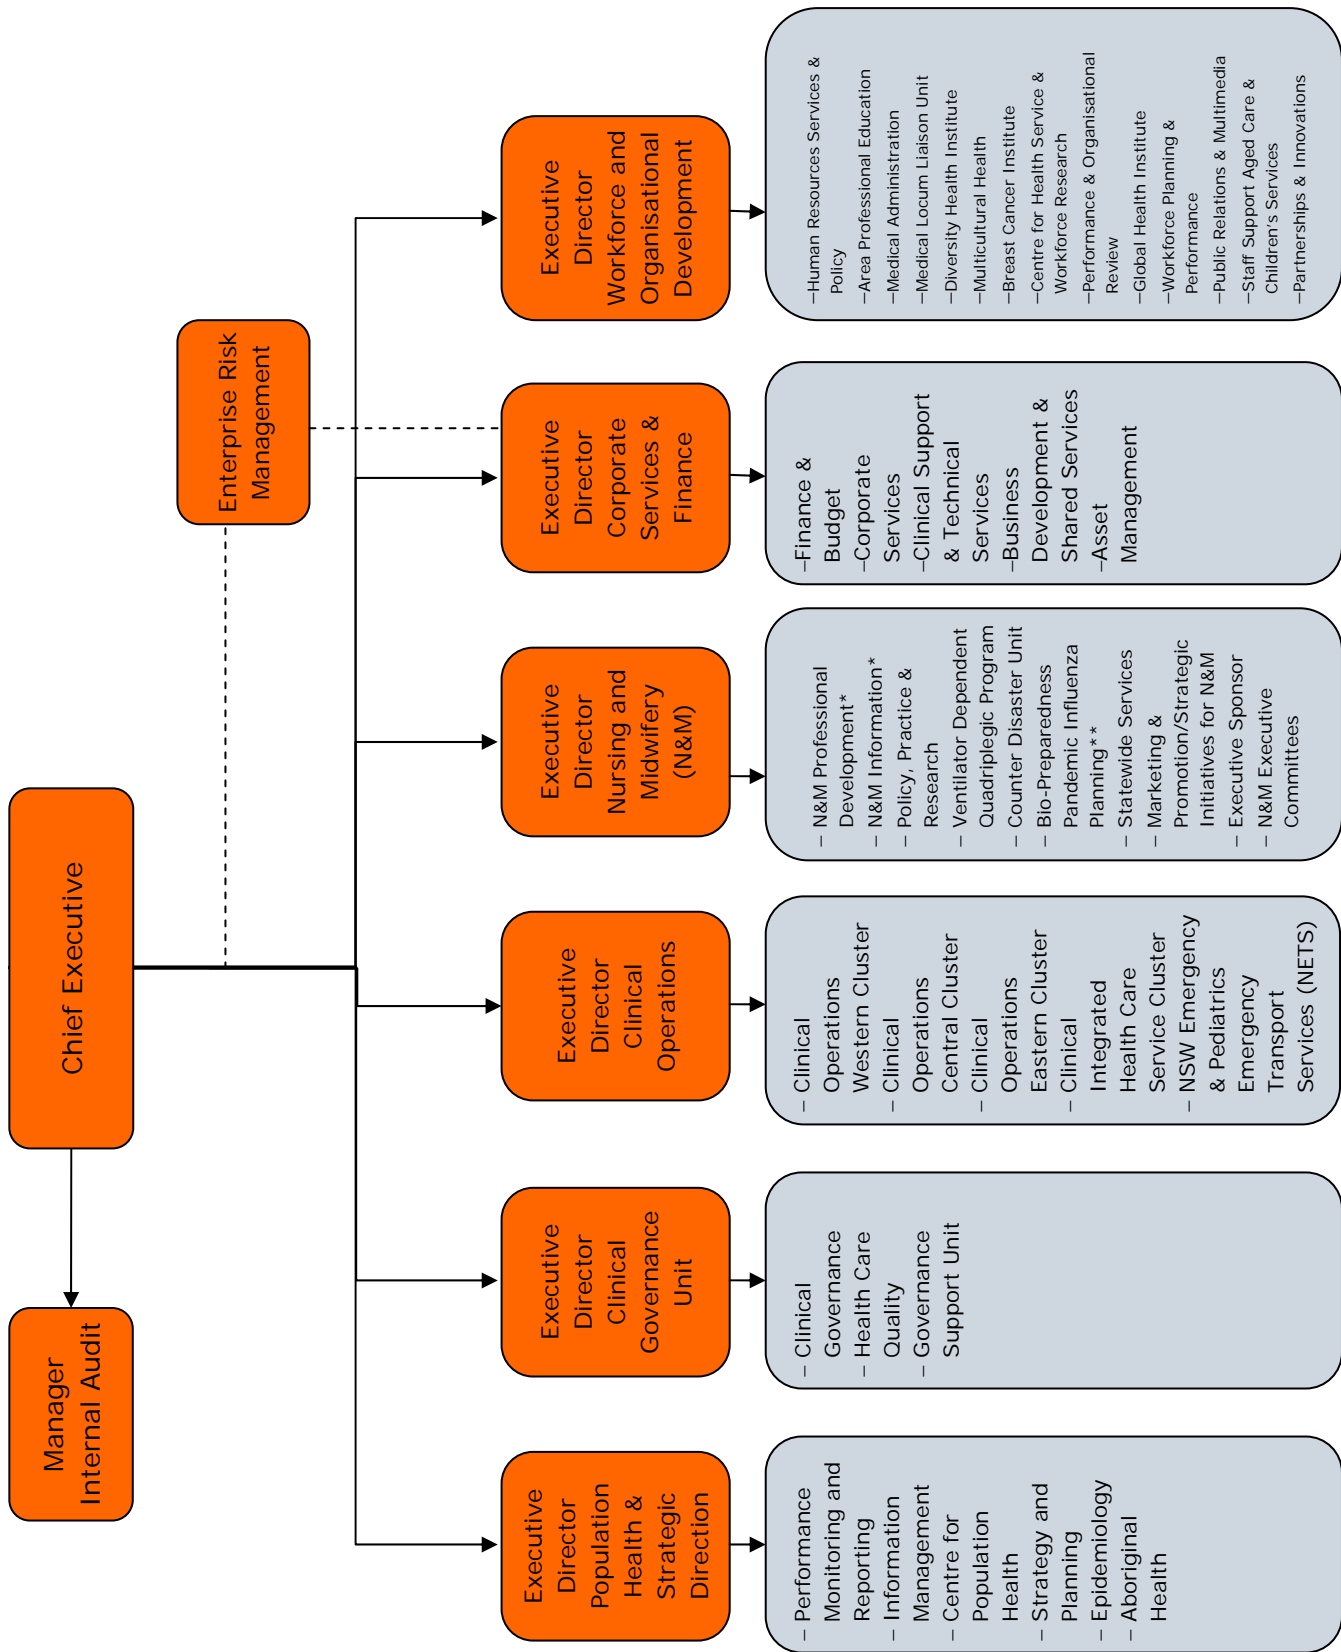 Manager
Internal Audit
Chief Executive
Enterprise Risk
Management
Executive
Director
Population
Health &
Strategic
Direction
Executive
Director
Clinical
Governance
Unit
Executive
Director
Clinical
Operations
Executive
Director
Nursing and
Midwifery
(N&M)
Executive
Director
Corporate
Services &
Finance
Executive
Director
Workforce and
Organisational
Development
– Performance
Monitoring and
Reporting
– Information
Management
– Centre for
Population
Health
– Strategy and
Planning
– Epidemiology
– Aboriginal
Health
– Clinical
Governance
– Health Care
Quality
– Governance
Support Unit
– Clinical
Operations
Western Cluster
– Clinical
Operations
Central Cluster
– Clinical
Operations
Eastern Cluster
– Clinical
Integrated
Health Care
Service Cluster
– NSW Emergency
& Pediatrics
Emergency
Transport
Services (NETS)
– N&M Professional
Development*
– N&M Information*
– Policy, Practice &
Research
– Ventilator Dependent
Quadriplegic Program
– Counter Disaster Unit
– Bio-Preparedness
Pandemic Influenza
Planning**
– Statewide Services
– Marketing &
Promotion/Strategic
Initiatives for N&M
– Executive Sponsor
– N&M Executive
Committees
–Finance &
Budget
–Corporate
Services
–Clinical Support
& Technical
Services
–Business
Development &
Shared Services
–Asset
Management
–Human Resources Services &
Policy
–Area Professional Education
–Medical Administration
–Medical Locum Liaison Unit
–Diversity Health Institute
–Multicultural Health
–Breast Cancer Institute
–Centre for Health Service &
Workforce Research
–Performance & Organisational
Review
–Global Health Institute
–Workforce Planning &
Performance
–Public Relations & Multimedia
–Staff Support Aged Care &
Children's Services
–Partnerships & Innovations